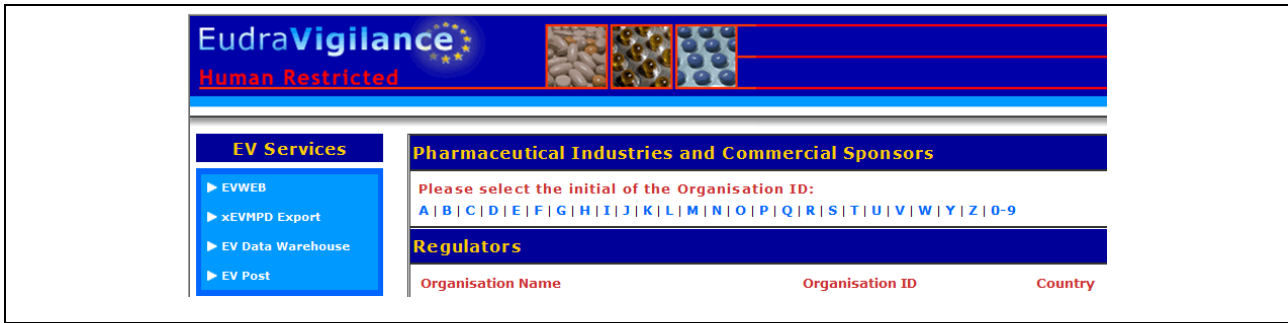 EudraVigilance
Human Restricted
EV Services
EVWEB
xEVMPD Export
EV Data Warehouse
EV Post
Pharmaceutical Industries and Commercial Sponsors
Please select the initial of the Organisation ID:
A | B | C | D | E | F | G | H | I | J | K | L | M | N | O | P | Q | R | S | T | U | V | W | Y | Z | 0-9
Regulators
Organisation Name Organisation ID Country